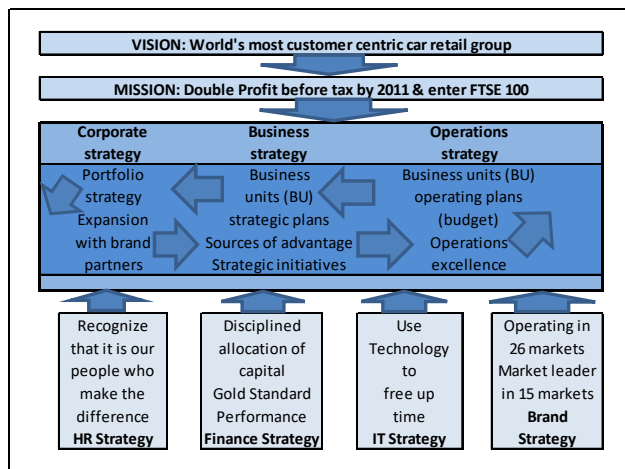 VISION: World's most customer centric car retail group
MISSION: Double Profit before tax by 2011 & enter FTSE 100
Corporate
strategy
Portfolio
strategy
Expansion
with brand
partners
Business
strategy
Business
units (BU)
strategic plans
Sources of advantage
Strategic initiatives
Operations
strategy
Business units (BU)
operating plans
(budget)
Operations
excellence
Recognize
that it is our
people who
make the
difference
HR Strategy
Disciplined
allocation of
capital
Gold Standard
Performance
Finance Strategy
Use
Technology
to
free up
time
IT Strategy
Operating in
26 markets
Market leader
in 15 markets
Brand
Strategy